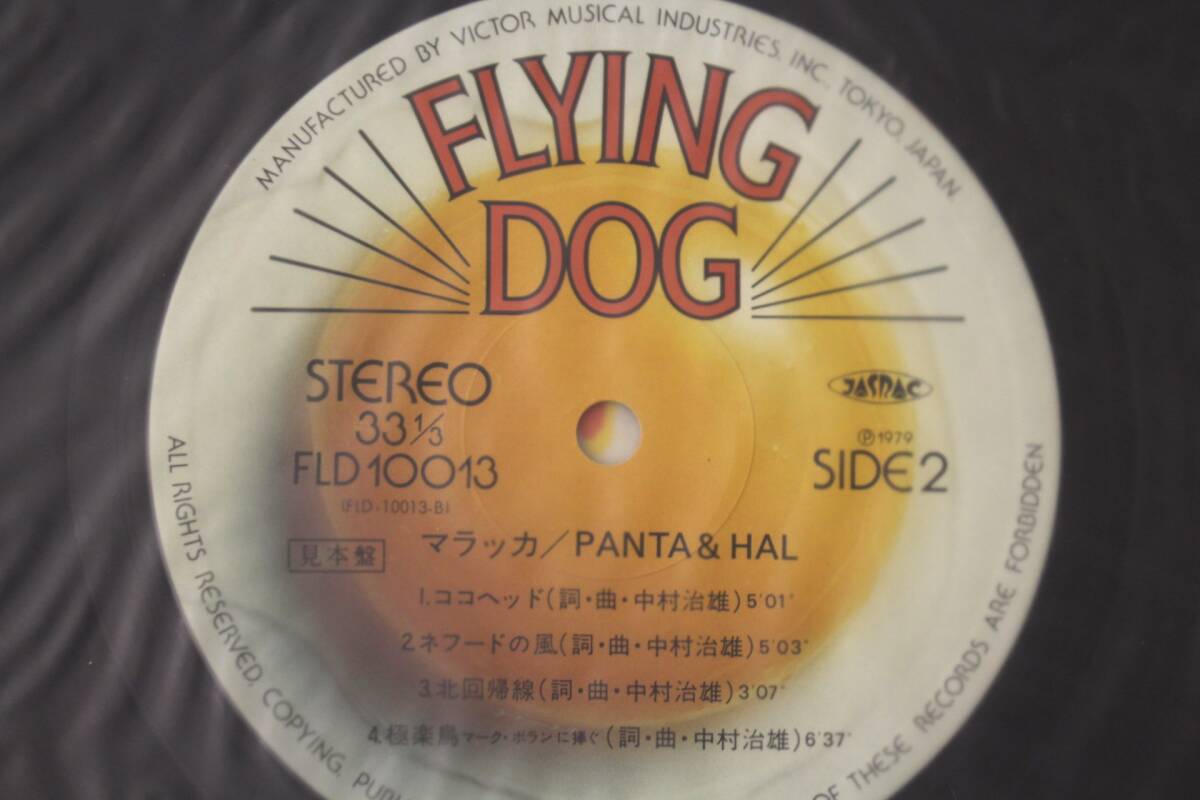 MANUFACTURED BY VICTOR MUSICAL INDUSTRIES, INC., TOKYO, JAPAN.
FLYING
DOG
STEREO
33 1/3
FLD 10013
(FLD-10013-B)
JASRAC
Ⓟ1979
SIDE 2
見本盤
マラッカ/PANTA & HAL
1.ココヘッド(詞・曲・中村治雄)5'01"
2.ネフードの風(詞・曲・中村治雄)5'03"
3.北回帰線(詞・曲・中村治雄)3'07"
4.極楽鳥マーク・ボランに捧ぐ(詞・曲・中村治雄)6'37"
ALL RIGHTS RESERVED. COPYING,
OF THESE RECORDS ARE FORBIDDEN